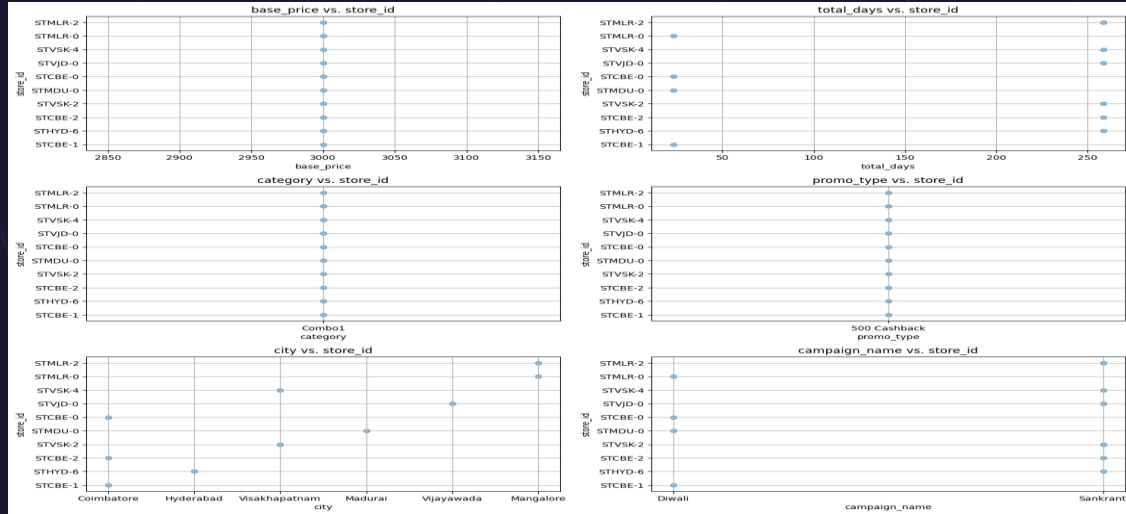 base_price vs. store_id
STMLR-2
STMLR-0
STVSK-4
STVJD-0
STCBE-0
STMDU-0
STVSK-2
STCBE-2
STHYD-6
STCBE-1
store_id
2850 2900 2950 3000 3050 3100 3150
base_price
total_days vs. store_id
STMLR-2
STMLR-0
STVSK-4
STVJD-0
STCBE-0
STMDU-0
STVSK-2
STCBE-2
STHYD-6
STCBE-1
store_id
50 100 150 200 250
total_days
category vs. store_id
STMLR-2
STMLR-0
STVSK-4
STVJD-0
STCBE-0
STMDU-0
STVSK-2
STCBE-2
STHYD-6
STCBE-1
store_id
Combo1
category
promo_type vs. store_id
STMLR-2
STMLR-0
STVSK-4
STVJD-0
STCBE-0
STMDU-0
STVSK-2
STCBE-2
STHYD-6
STCBE-1
store_id
500 Cashback
promo_type
city vs. store_id
STMLR-2
STMLR-0
STVSK-4
STVJD-0
STCBE-0
STMDU-0
STVSK-2
STCBE-2
STHYD-6
STCBE-1
store_id
Coimbatore Hyderabad Visakhapatnam Madurai Vijayawada Mangalore
city
campaign_name vs. store_id
STMLR-2
STMLR-0
STVSK-4
STVJD-0
STCBE-0
STMDU-0
STVSK-2
STCBE-2
STHYD-6
STCBE-1
store_id
Diwali Sankrant
campaign_name